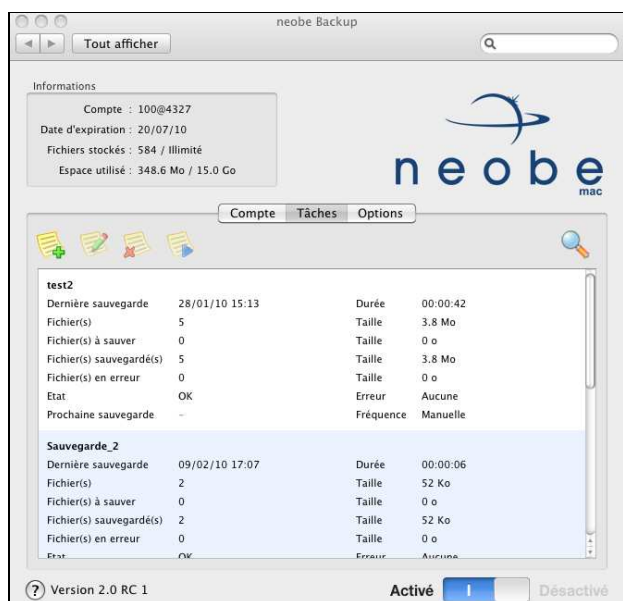 neobe Backup
Tout afficher
Informations
Compte : 100@4327
Date d'expiration : 20/07/10
Fichiers stockés : 584 / Illimité
Espace utilisé : 348.6 Mo / 15.0 Go
neobe
mac
Compte Tâches Options
test2
Dernière sauvegarde 28/01/10 15:13 Durée 00:00:42
Fichier(s) 5 Taille 3.8 Mo
Fichier(s) à sauver 0 Taille 0 o
Fichier(s) sauvegardé(s) 5 Taille 3.8 Mo
Fichier(s) en erreur 0 Taille 0 o
Etat OK Erreur Aucune
Prochaine sauvegarde - Fréquence Manuelle
Sauvegarde_2
Dernière sauvegarde 09/02/10 17:07 Durée 00:00:06
Fichier(s) 2 Taille 52 Ko
Fichier(s) à sauver 0 Taille 0 o
Fichier(s) sauvegardé(s) 2 Taille 52 Ko
Fichier(s) en erreur 0 Taille 0 o
Etat OK Erreur Aucune
? Version 2.0 RC 1 Activé I Désactivé